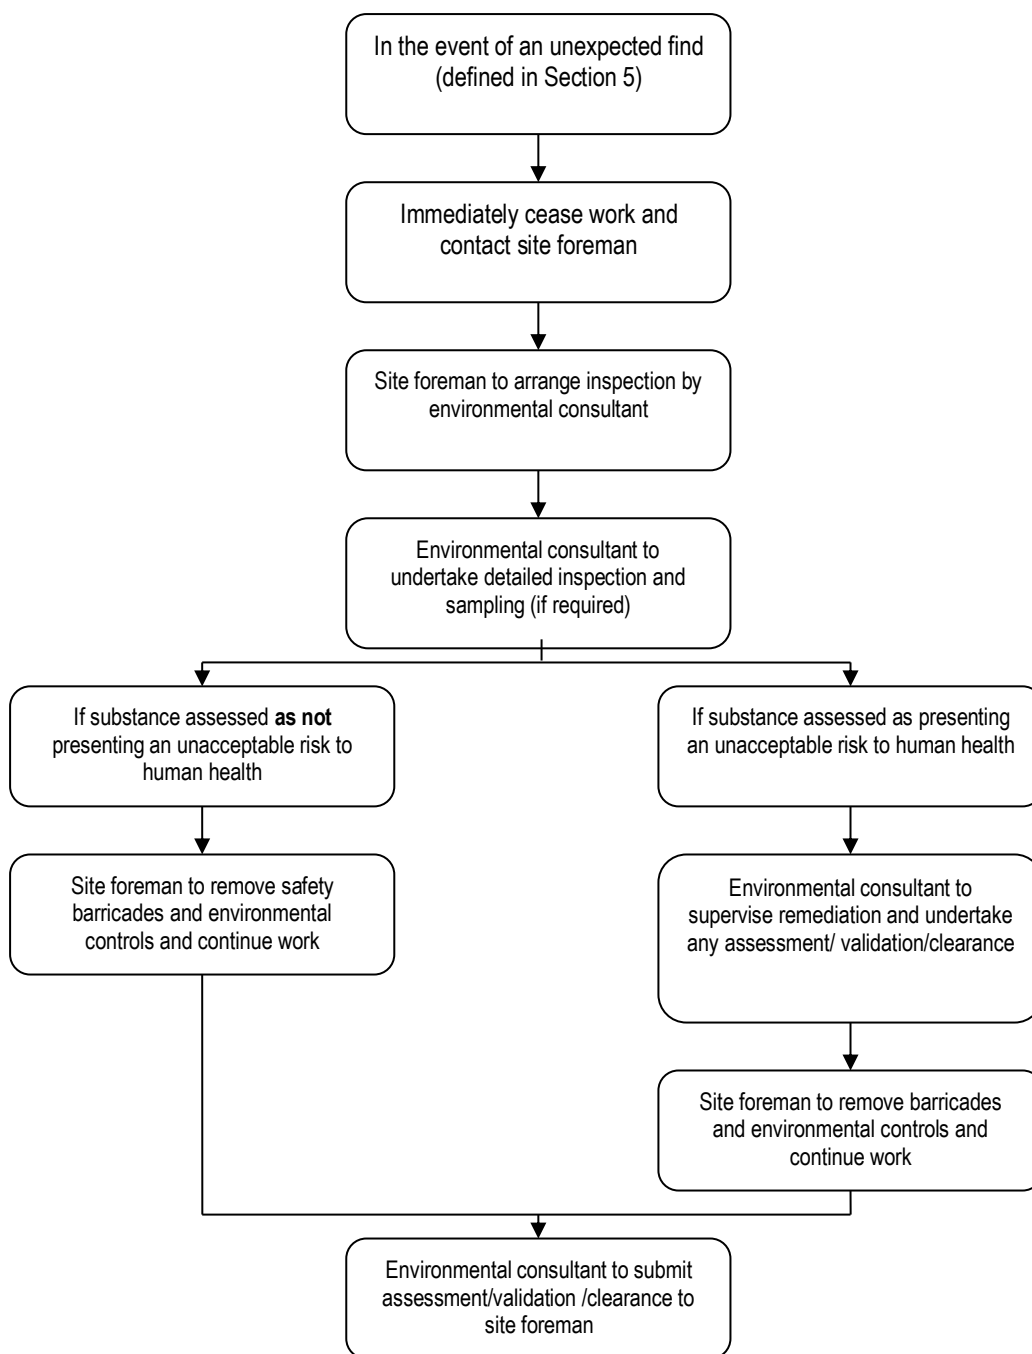 In the event of an unexpected find
(defined in Section 5)
Immediately cease work and
contact site foreman
Site foreman to arrange inspection by
environmental consultant
Environmental consultant to
undertake detailed inspection and
sampling (if required)
If substance assessed as not
presenting an unacceptable risk to
human health
If substance assessed as presenting
an unacceptable risk to human health
Site foreman to remove safety
barricades and environmental
controls and continue work
Environmental consultant to
supervise remediation and undertake
any assessment/ validation/clearance
Site foreman to remove barricades
and environmental controls and
continue work
Environmental consultant to submit
assessment/validation /clearance to
site foreman